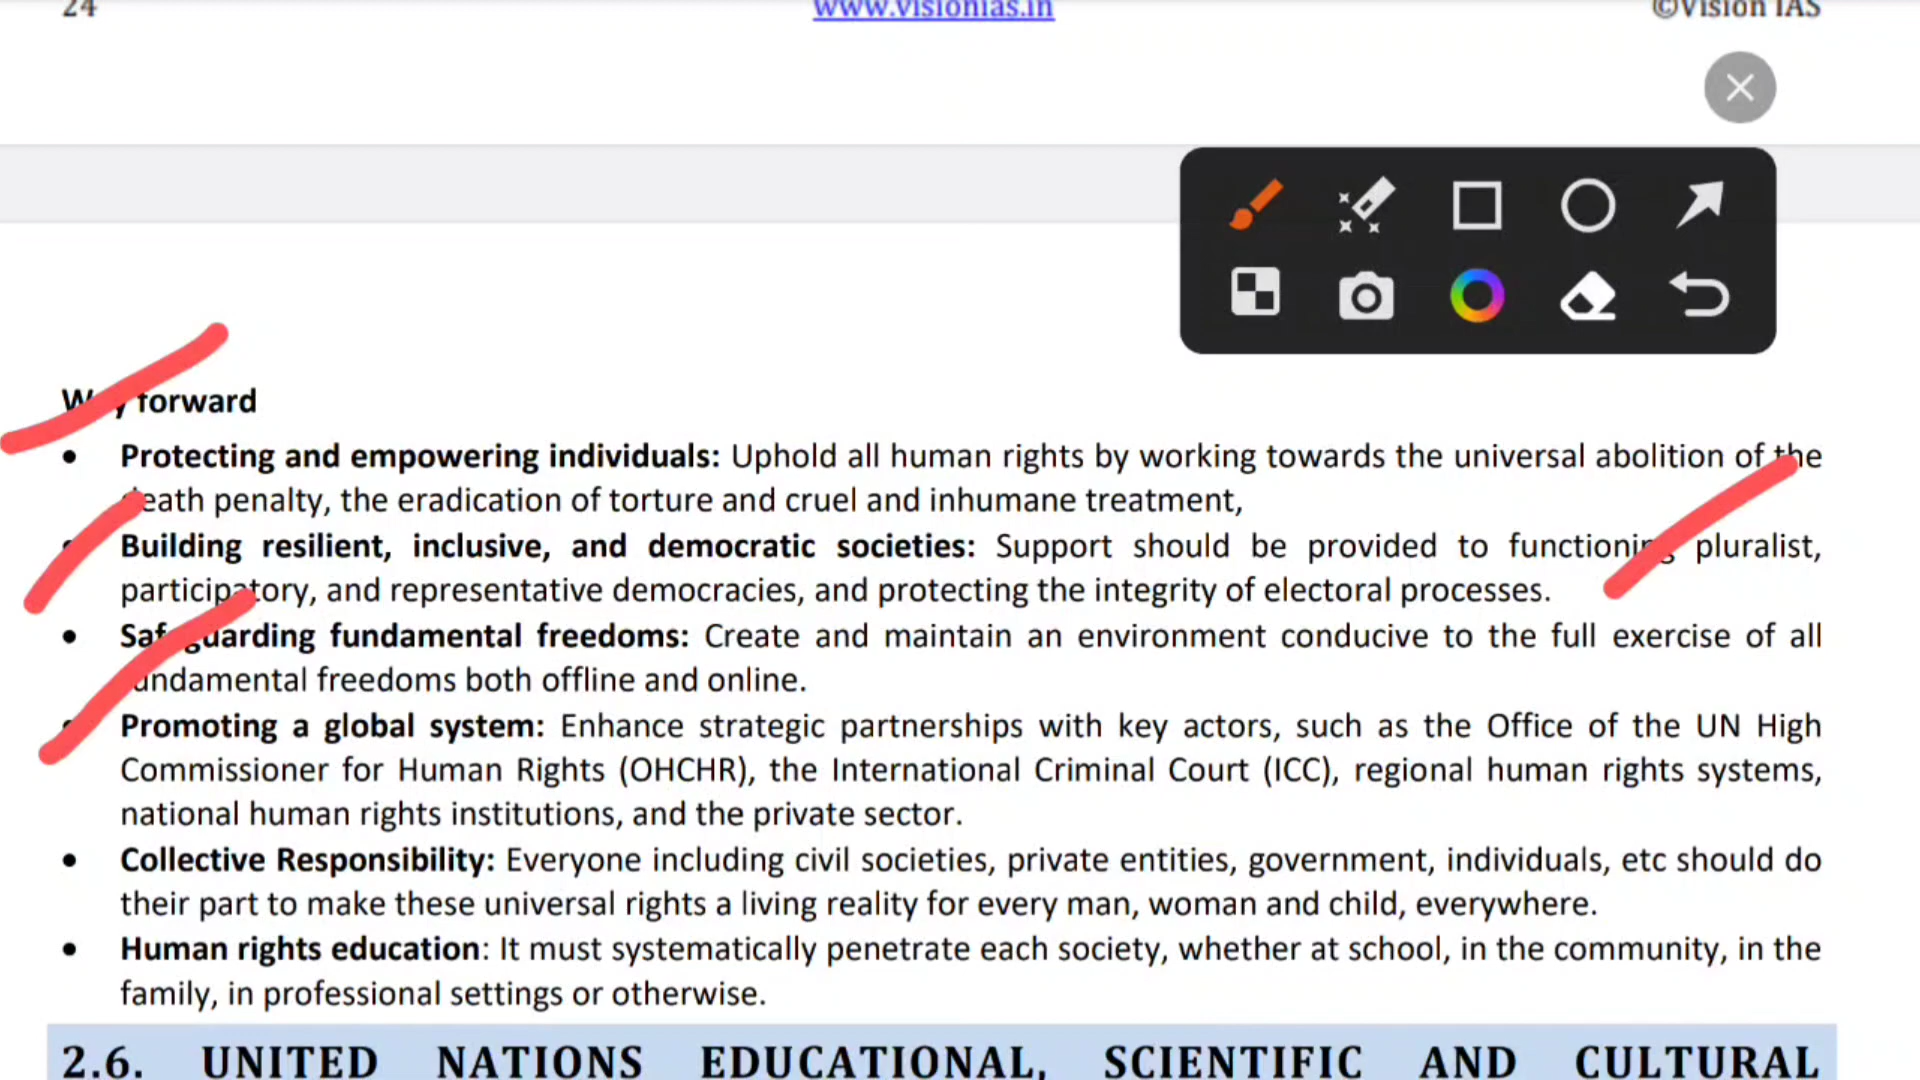 24 www.visionias.in ©Vision IAS
Way forward
• Protecting and empowering individuals: Uphold all human rights by working towards the universal abolition of the
death penalty, the eradication of torture and cruel and inhumane treatment,
• Building resilient, inclusive, and democratic societies: Support should be provided to functioning pluralist,
participatory, and representative democracies, and protecting the integrity of electoral processes.
• Safeguarding fundamental freedoms: Create and maintain an environment conducive to the full exercise of all
fundamental freedoms both offline and online.
• Promoting a global system: Enhance strategic partnerships with key actors, such as the Office of the UN High
Commissioner for Human Rights (OHCHR), the International Criminal Court (ICC), regional human rights systems,
national human rights institutions, and the private sector.
• Collective Responsibility: Everyone including civil societies, private entities, government, individuals, etc should do
their part to make these universal rights a living reality for every man, woman and child, everywhere.
• Human rights education: It must systematically penetrate each society, whether at school, in the community, in the
family, in professional settings or otherwise.
2.6. UNITED NATIONS EDUCATIONAL, SCIENTIFIC AND CULTURAL